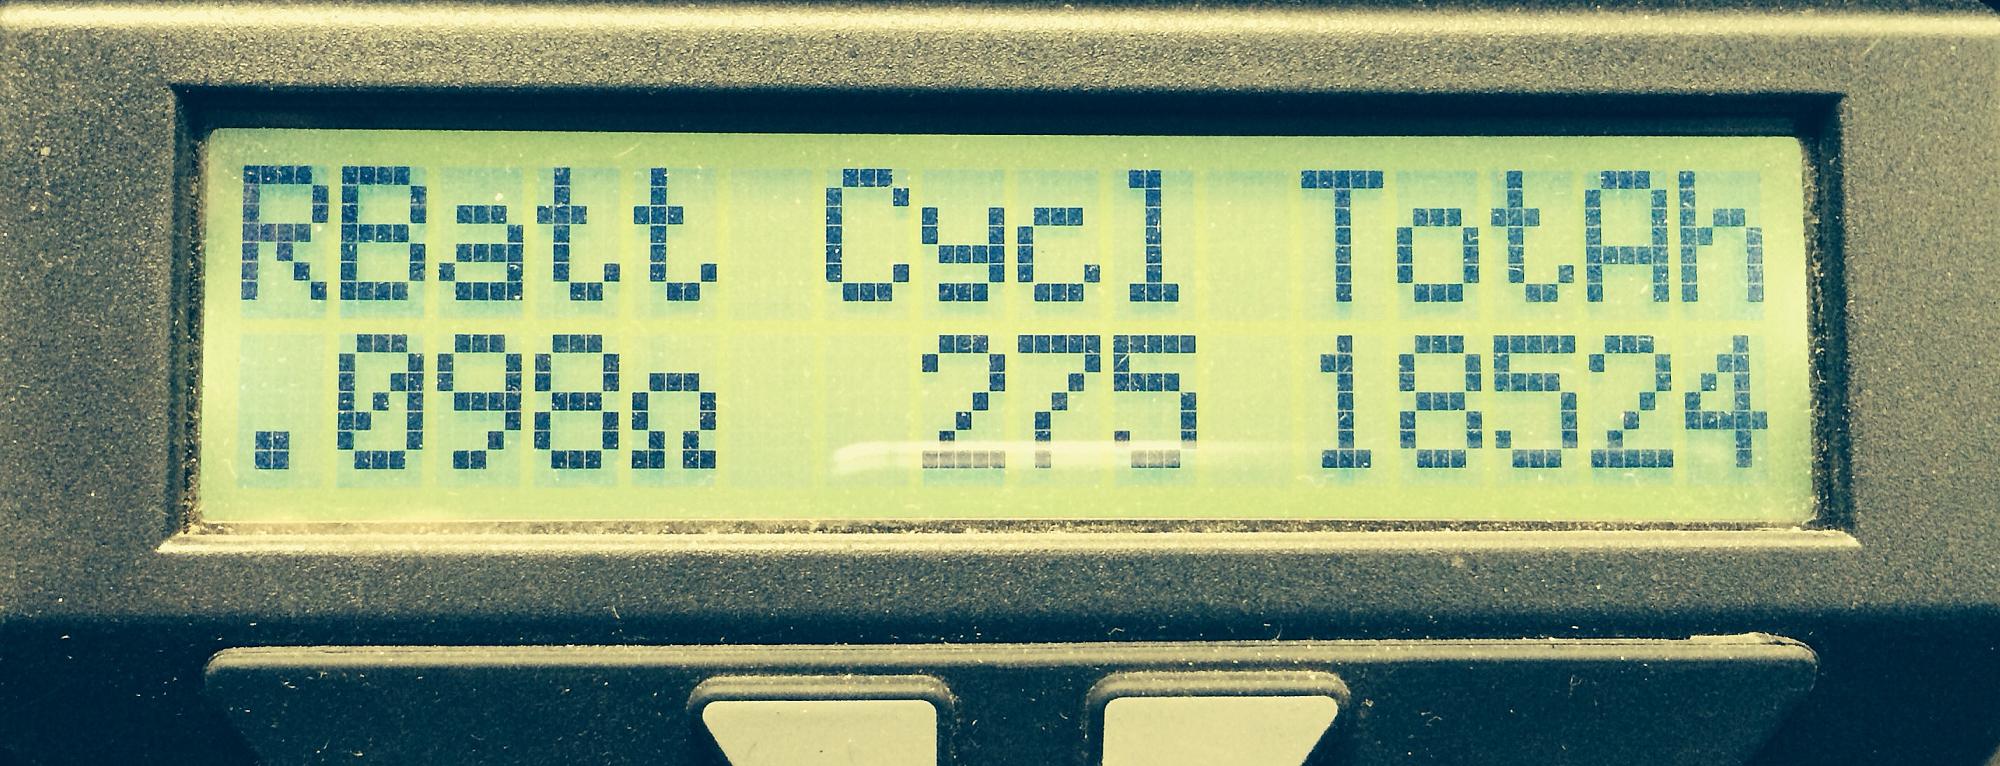 RBatt Cycl TotAh
.098Ω 275 18524